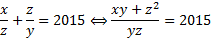 x/z + z/y = 2015 ⇔ (xy + z²)/yz = 2015